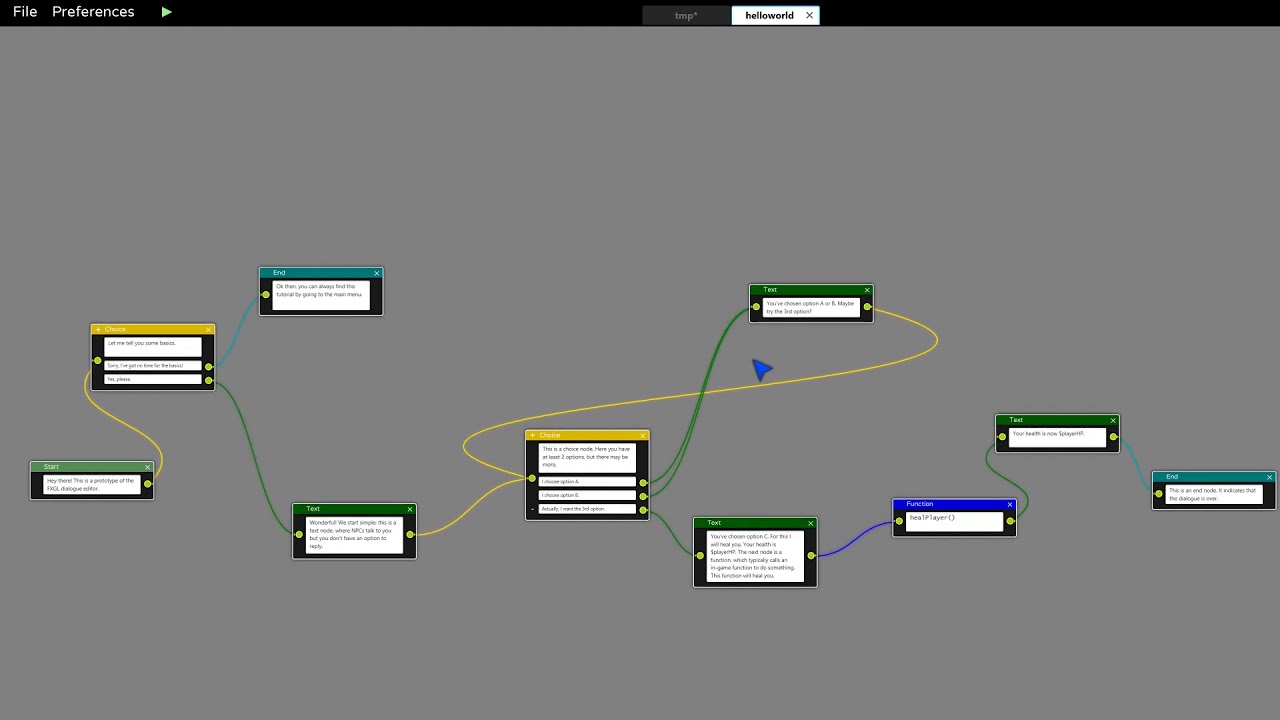 File Preferences
tmp*
helloworld
End
Ok then, you can always find this
tutorial by going to the main menu.
Text
You've chosen option A or B. Maybe
try the 3rd option?
+ Choice
Let me tell you some basics.
Sorry, I've got no time for the basics!
Yes, please.
Text
Your health is now $playerHP.
+ Choice
This is a choice node. Here you have
at least 2 options, but there may be
more.
I choose option A.
I choose option B.
- Actually, I want the 3rd option.
Start
Hey there! This is a prototype of the
FXGL dialogue editor.
End
This is an end node. It indicates that
the dialogue is over.
Function
healPlayer()
Text
Wonderful! We start simple: this is a
text node, where NPCs talk to you
but you don't have an option to
reply.
Text
You've chosen option C. For this I
will heal you. Your health is
$playerHP. The next node is a
function, which typically calls an
in-game function to do something.
This function will heal you.